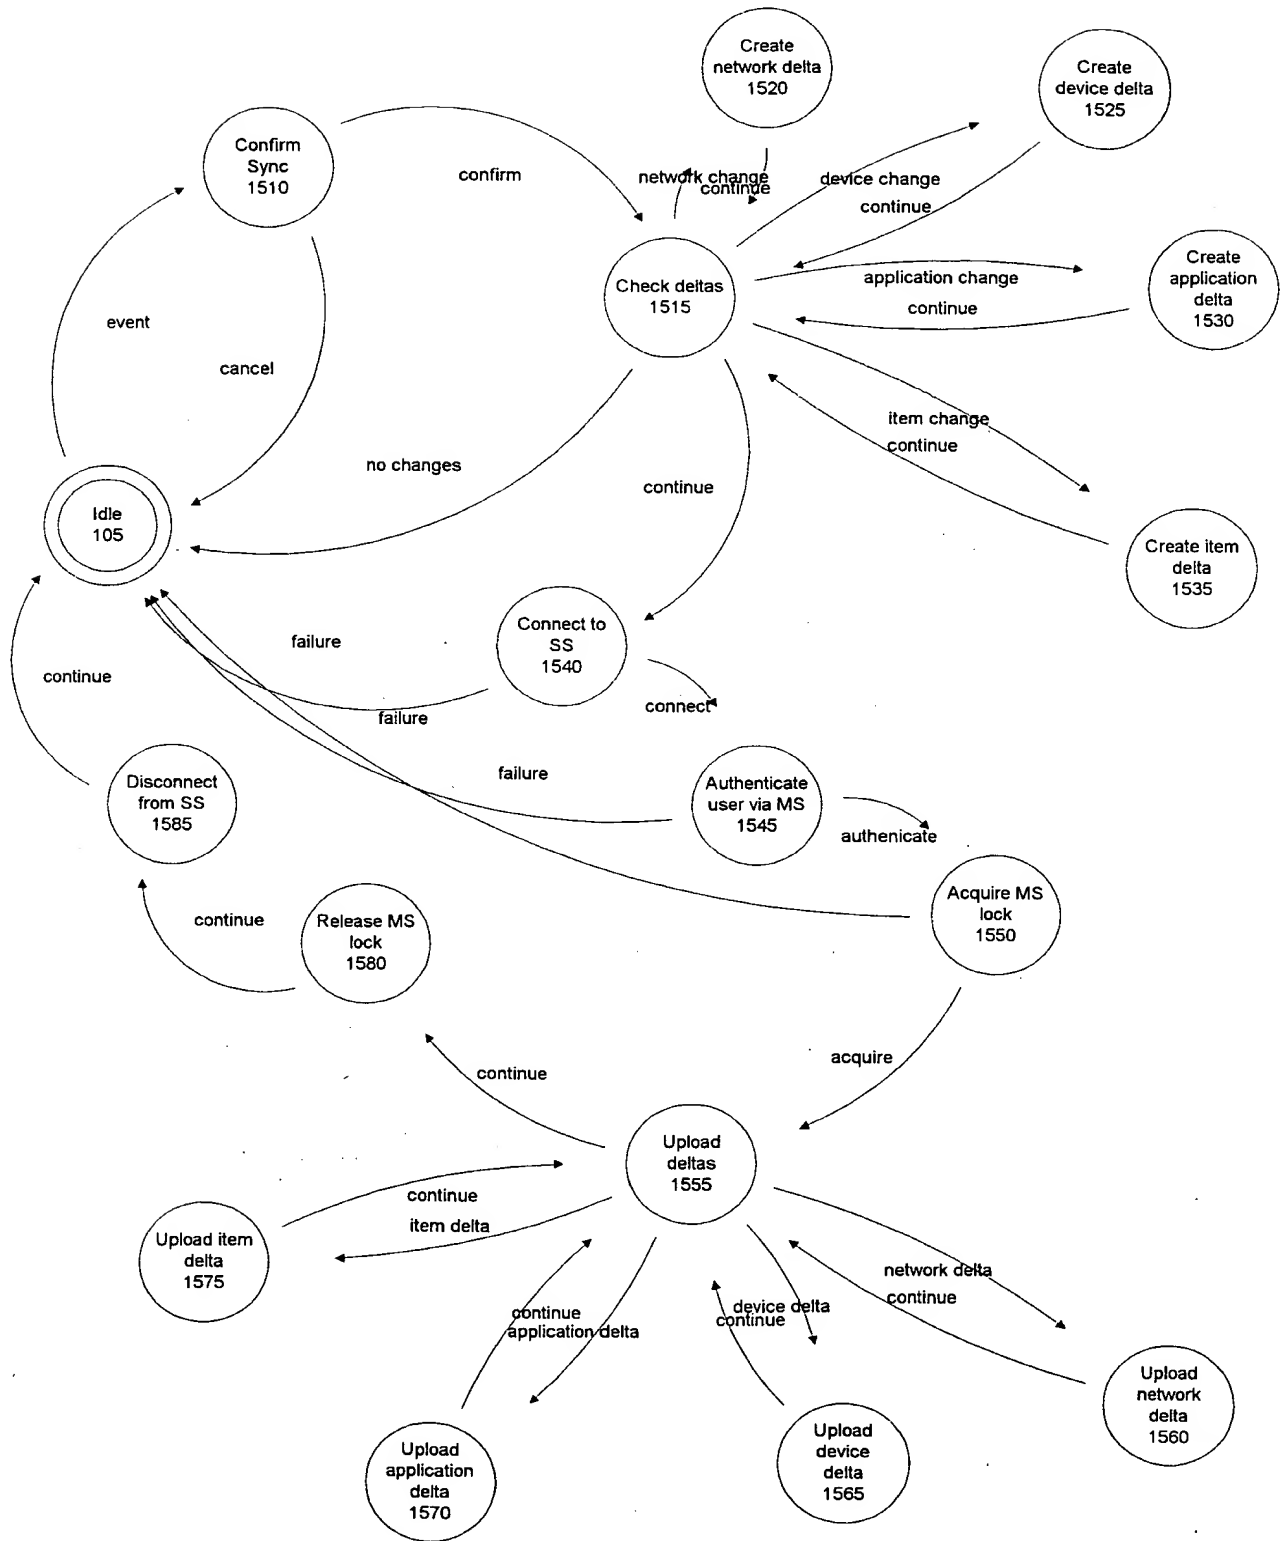 Create
network delta
1520
Create
device delta
1525
Confirm
Sync
1510
confirm
network change
continue
device change
continue
Create
application
delta
1530
Check deltas
1515
application change
continue
event
cancel
item change
continue
no changes
continue
Idle
105
Create item
delta
1535
Connect to
SS
1540
failure
continue
connect
failure
failure
Disconnect
from SS
1585
Authenticate
user via MS
1545
authenicate
Acquire MS
lock
1550
continue
Release MS
lock
1580
acquire
continue
Upload
deltas
1555
continue
item delta
Upload item
delta
1575
network delta
continue
device delta
continue
continue
application delta
Upload
network
delta
1560
Upload
device
delta
1565
Upload
application
delta
1570